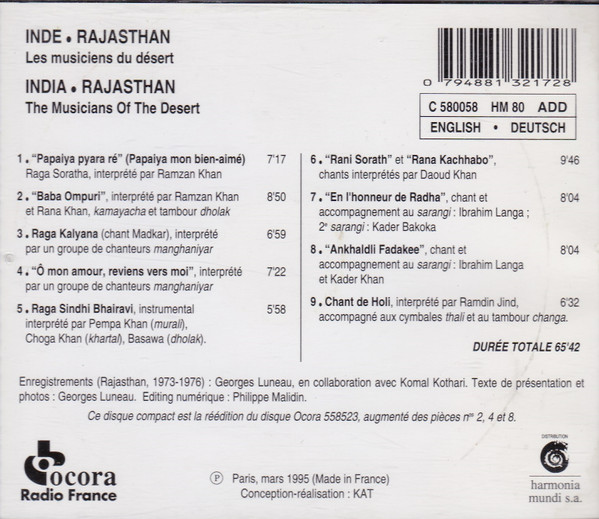 INDE • RAJASTHAN
Les musiciens du désert
INDIA • RAJASTHAN
The Musicians Of The Desert
0 794881 321728
C 580058 HM 80 ADD
ENGLISH • DEUTSCH
1 • “Papaiya pyara ré” (Papaiya mon bien-aimé) 7'17
Raga Soratha, interprété par Ramzan Khan
2 • “Baba Ompuri”, interprété par Ramzan Khan 8'50
et Rana Khan, kamayacha et tambour dholak
3 • Raga Kalyana (chant Madkar), interprété 6'59
par un groupe de chanteurs manghaniyar
4 • “Ô mon amour, reviens vers moi”, interprété 7'22
par un groupe de chanteurs manghaniyar
5 • Raga Sindhi Bhairavi, instrumental 5'58
interprété par Pempa Khan (murali),
Choga Khan (khartal), Basawa (dholak).
6 • “Rani Sorath” et “Rana Kachhabo”, 9'46
chants interprétés par Daoud Khan
7 • “En l'honneur de Radha”, chant et 8'04
accompagnement au sarangi : Ibrahim Langa ;
2e sarangi : Kader Bakoka
8 • “Ankhaldli Fadakee”, chant et 8'04
accompagnement au sarangi : Ibrahim Langa
et Kader Khan
9 • Chant de Holi, interprété par Ramdin Jind, 6'32
accompagné aux cymbales thali et au tambour changa.
DURÉE TOTALE 65'42
Enregistrements (Rajasthan, 1973-1976) : Georges Luneau, en collaboration avec Komal Kothari. Texte de présentation et
photos : Georges Luneau. Editing numérique : Philippe Malidin.
Ce disque compact est la réédition du disque Ocora 558523, augmenté des pièces nos 2, 4 et 8.
ocora
Radio France
℗ Paris, mars 1995 (Made in France)
Conception-réalisation : KAT
DISTRIBUTION
harmonia
mundi s.a.